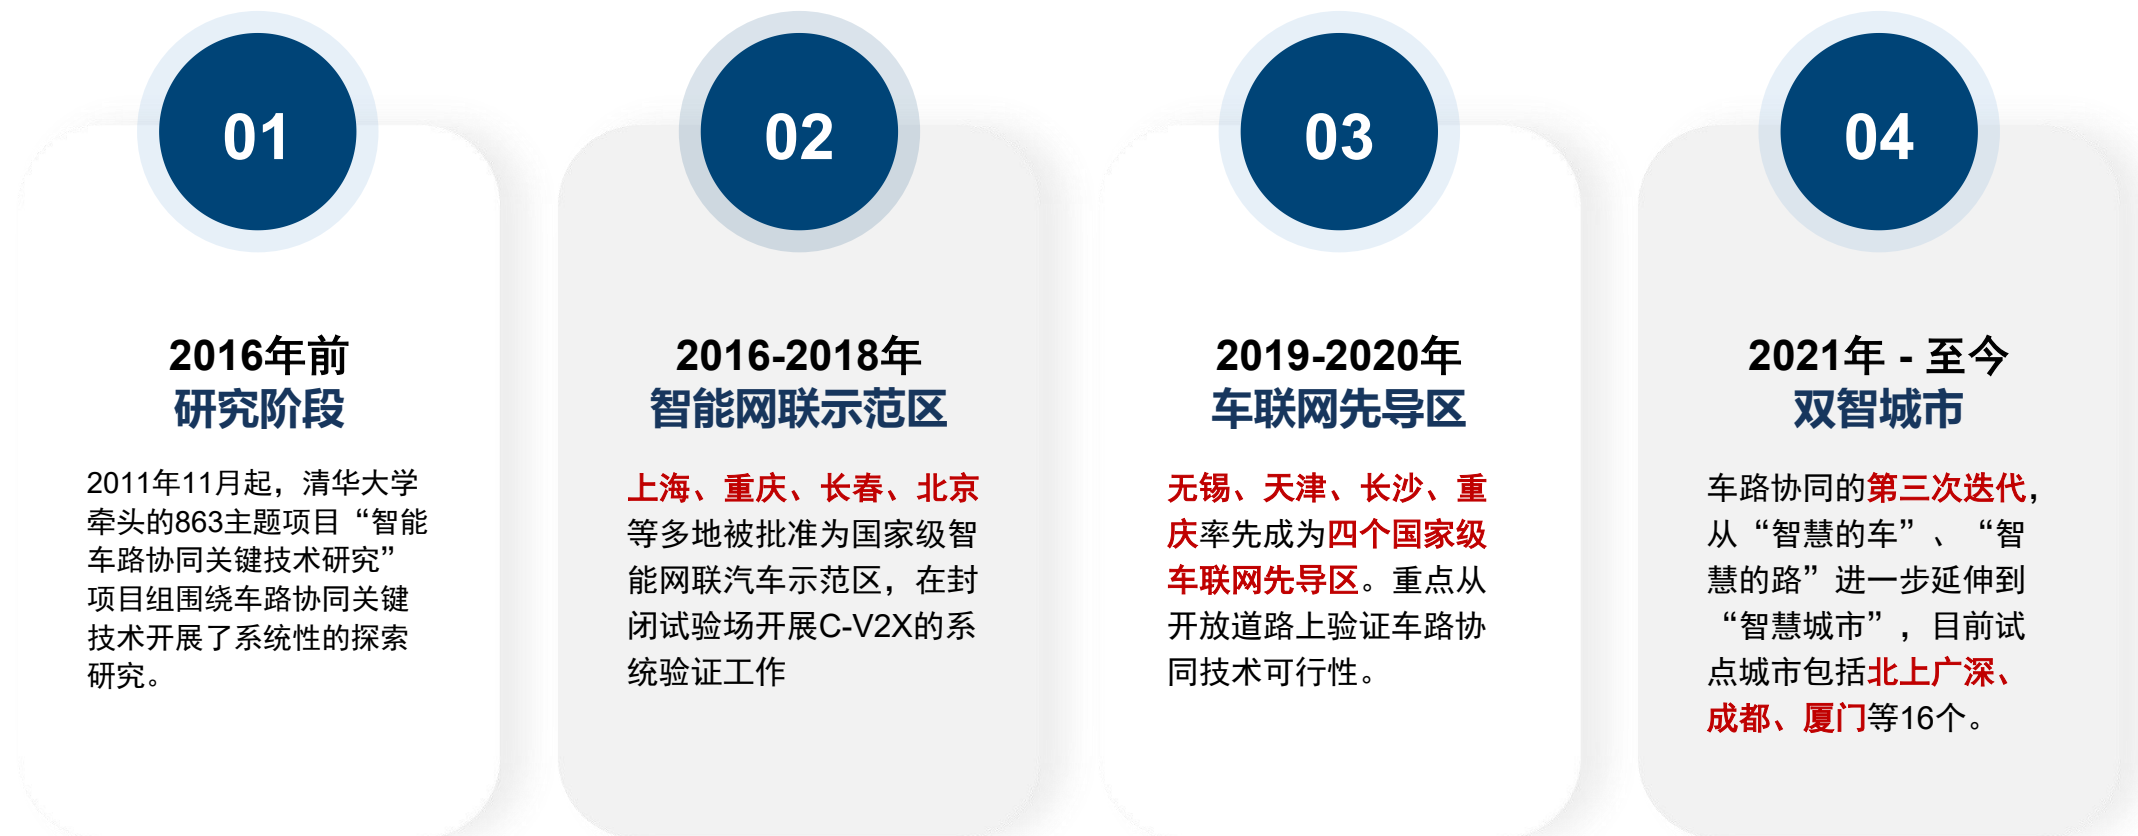 01
2016年前
研究阶段
2011年11月起，清华大学
牵头的863主题项目“智能
车路协同关键技术研究”
项目组围绕车路协同关键
技术开展了系统性的探索
研究。
02
2016-2018年
智能网联示范区
上海、重庆、长春、北京
等多地被批准为国家级智
能网联汽车示范区，在封
闭试验场开展C-V2X的系
统验证工作
03
2019-2020年
车联网先导区
无锡、天津、长沙、重
庆率先成为四个国家级
车联网先导区。重点从
开放道路上验证车路协
同技术可行性。
04
2021年 - 至今
双智城市
车路协同的第三次迭代，
从“智慧的车”、“智
慧的路”进一步延伸到
“智慧城市”，目前试
点城市包括北上广深、
成都、厦门等16个。